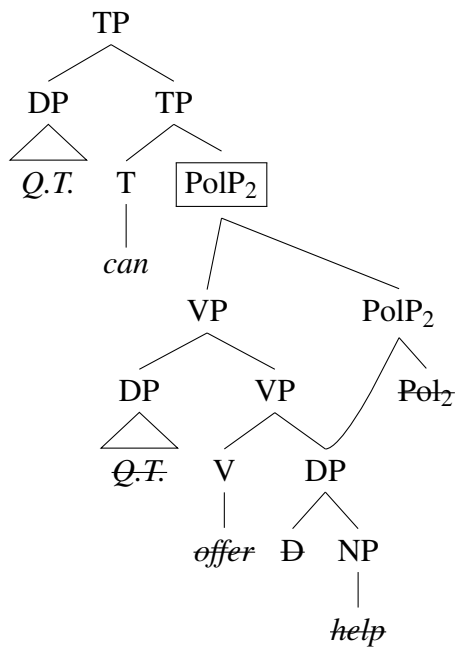 TP
DP TP
Q.T. T PolP₂
can
VP PolP₂
DP VP Pol₂
Q.T. V DP
offer D NP
help